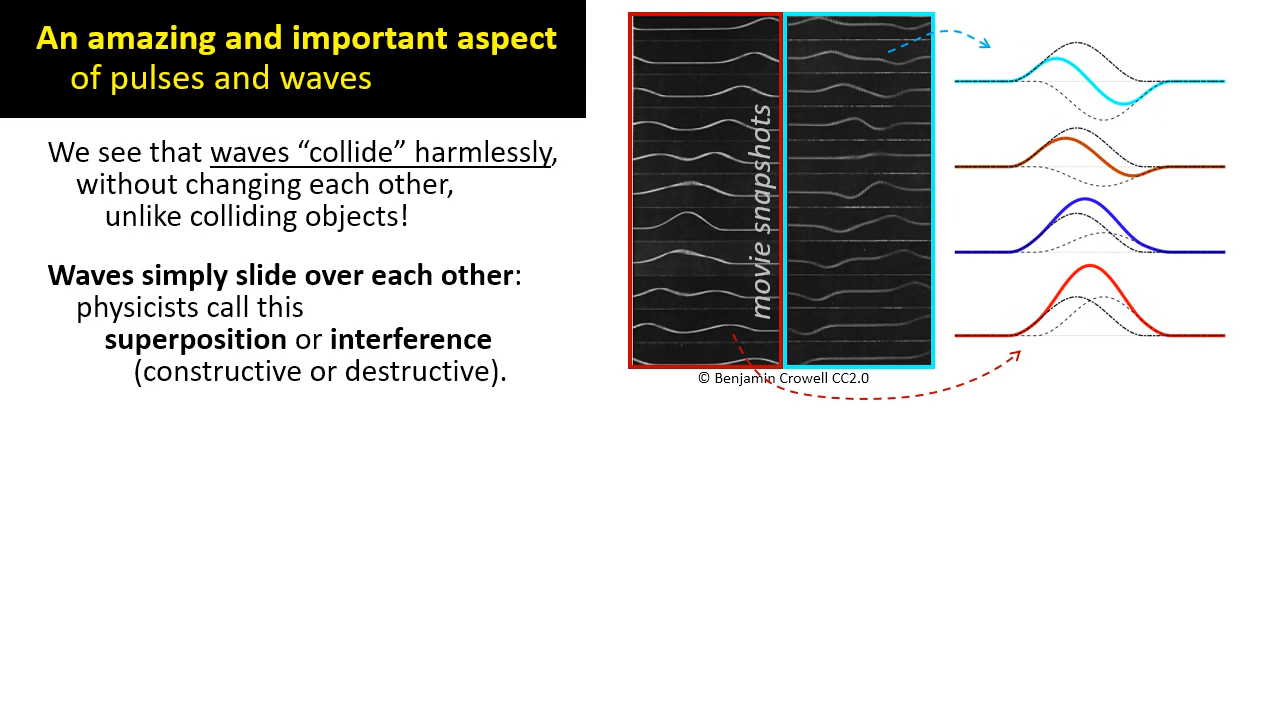 An amazing and important aspect
of pulses and waves
We see that waves “collide” harmlessly,
without changing each other,
unlike colliding objects!
Waves simply slide over each other:
physicists call this
superposition or interference
(constructive or destructive).
movie snapshots
© Benjamin Crowell CC2.0